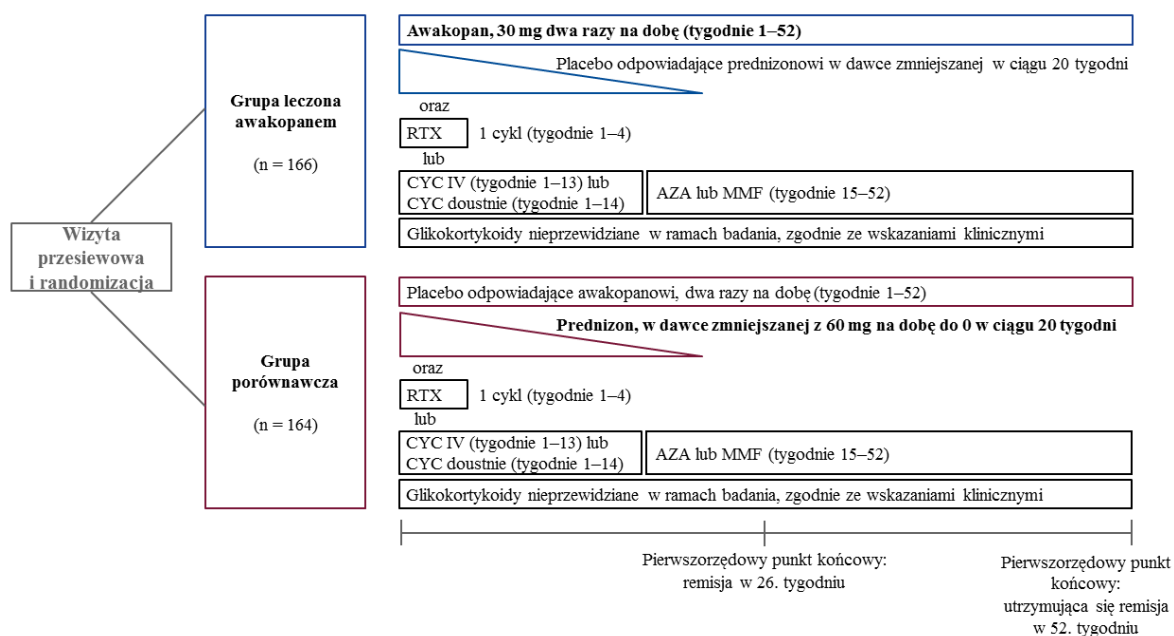 Wizyta
przesiewowa
i randomizacja
Grupa leczona
awakopanem
(n = 166)
Awakopan, 30 mg dwa razy na dobę (tygodnie 1–52)
Placebo odpowiadające prednizonowi w dawce zmniejszanej w ciągu 20 tygodni
oraz
RTX 1 cykl (tygodnie 1–4)
lub
CYC IV (tygodnie 1–13) lub
CYC doustnie (tygodnie 1–14)
AZA lub MMF (tygodnie 15–52)
Glikokortykoidy nieprzewidziane w ramach badania, zgodnie ze wskazaniami klinicznymi
Grupa
porównawcza
(n = 164)
Placebo odpowiadające awakopanowi, dwa razy na dobę (tygodnie 1–52)
Prednizon, w dawce zmniejszanej z 60 mg na dobę do 0 w ciągu 20 tygodni
oraz
RTX 1 cykl (tygodnie 1–4)
lub
CYC IV (tygodnie 1–13) lub
CYC doustnie (tygodnie 1–14)
AZA lub MMF (tygodnie 15–52)
Glikokortykoidy nieprzewidziane w ramach badania, zgodnie ze wskazaniami klinicznymi
Pierwszorzędowy punkt końcowy:
remisja w 26. tygodniu
Pierwszorzędowy punkt
końcowy:
utrzymująca się remisja
w 52. tygodniu